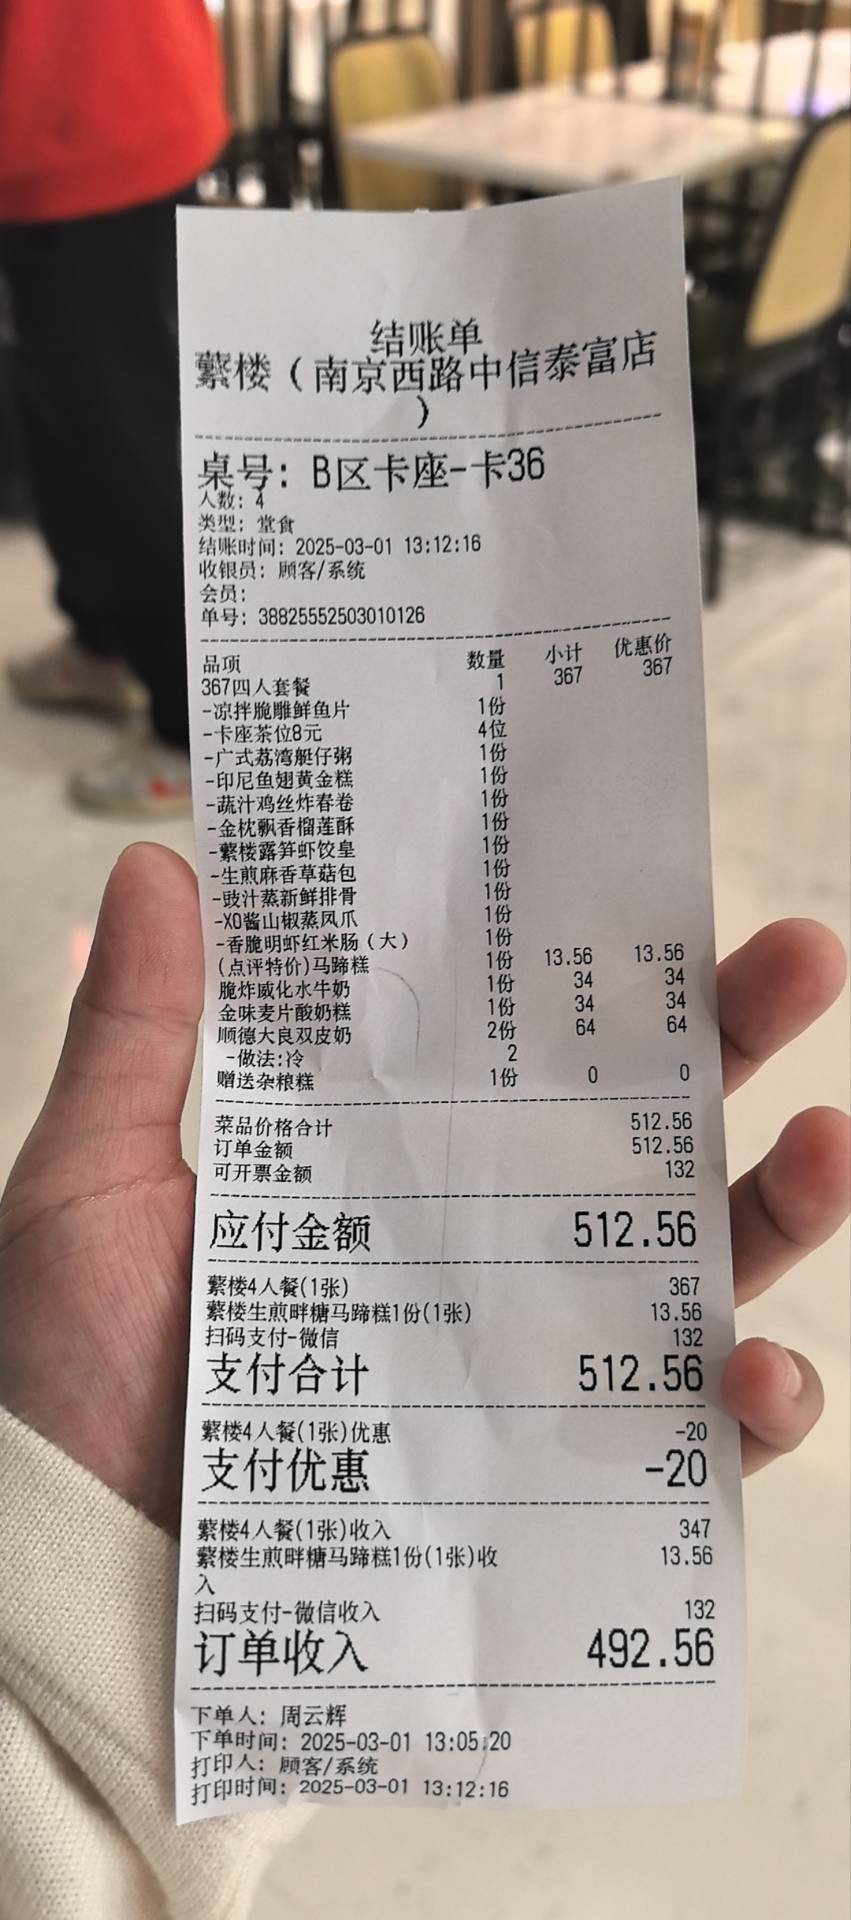 结账单
蘩楼（南京西路中信泰富店
）
桌号: B区卡座-卡36
人数: 4
类型: 堂食
结账时间: 2025-03-01 13:12:16
收银员: 顾客/系统
会员:
单号: 38825552503010126
品项 数量 小计 优惠价
367四人套餐 1 367 367
-凉拌脆雕鲜鱼片 1份
-卡座茶位8元 4位
-广式荔湾艇仔粥 1份
-印尼鱼翅黄金糕 1份
-蔬汁鸡丝炸春卷 1份
-金枕飘香榴莲酥 1份
-蘩楼露笋虾饺皇 1份
-生煎麻香草菇包 1份
-豉汁蒸新鲜排骨 1份
-XO酱山椒蒸凤爪 1份
-香脆明虾红米肠（大） 1份
(点评特价)马蹄糕 1份 13.56 13.56
脆炸威化水牛奶 1份 34 34
金味麦片酸奶糕 1份 34 34
顺德大良双皮奶 2份 64 64
-做法:冷 2
赠送杂粮糕 1份 0 0
菜品价格合计 512.56
订单金额 512.56
可开票金额 132
应付金额 512.56
蘩楼4人餐(1张) 367
蘩楼生煎畔糖马蹄糕1份(1张) 13.56
扫码支付-微信 132
支付合计 512.56
蘩楼4人餐(1张)优惠 -20
支付优惠 -20
蘩楼4人餐(1张)收入 347
蘩楼生煎畔糖马蹄糕1份(1张)收 13.56
入
扫码支付-微信收入 132
订单收入 492.56
下单人: 周云辉
下单时间: 2025-03-01 13:05:20
打印人: 顾客/系统
打印时间: 2025-03-01 13:12:16